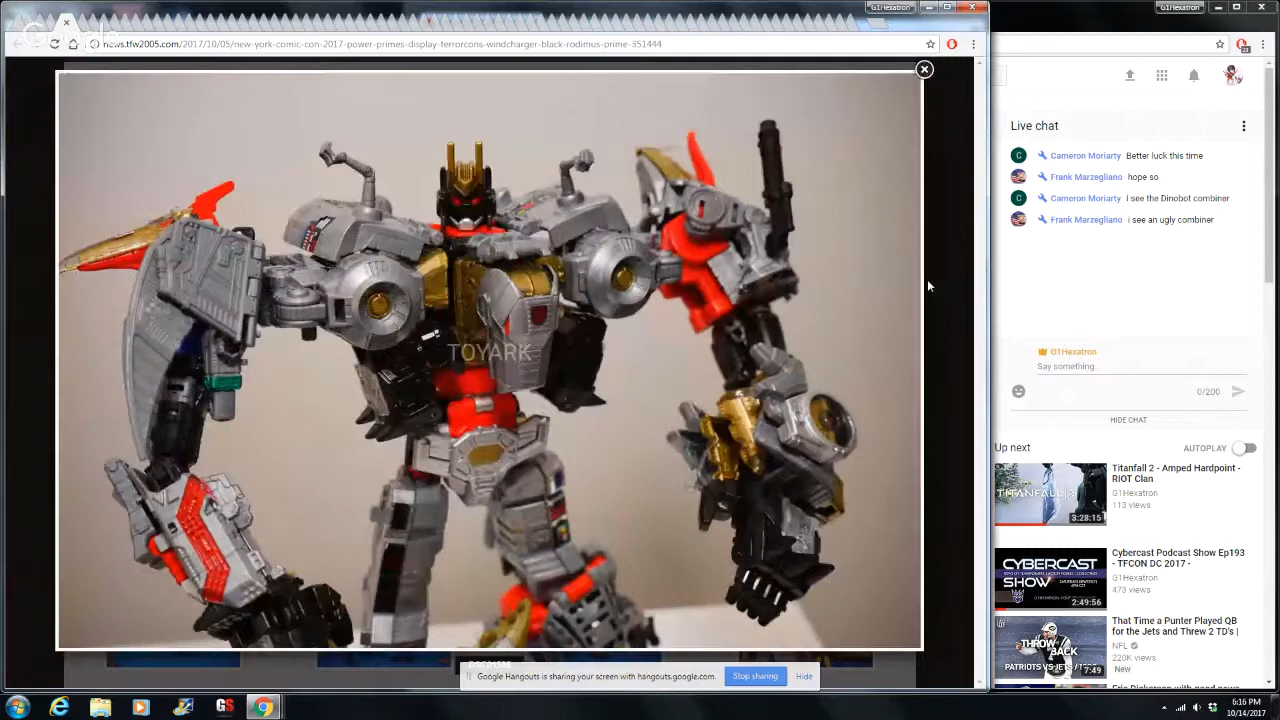 G1Hexatron
G1Hexatron
news.tfw2005.com/2017/10/05/new-york-comic-con-2017-power-primes-display-terrorcons-windcharger-black-rodimus-prime-351444
23
Live chat
C Cameron Moriarty Better luck this time
Frank Marzegliano hope so
C Cameron Moriarty I see the Dinobot combiner
Frank Marzegliano i see an ugly combiner
TOYARK
G1Hexatron
Say something..
0/200
HIDE CHAT
Up next
AUTOPLAY
TITANFALL 2
3:28:15
Titanfall 2 - Amped Hardpoint -
RIOT Clan
G1Hexatron
113 views
CYBERCAST
SHOW
2:49:56
Cybercast Podcast Show Ep193
- TFCON DC 2017 -
G1Hexatron
473 views
THROW
BACK
PATRIOTS VS JETS /
7:49
That Time a Punter Played QB
for the Jets and Threw 2 TD's |
NFL
220K views
New
Google Hangouts is sharing your screen with hangouts.google.com.
Stop sharing
Hide
GS
6:16 PM
10/14/2017